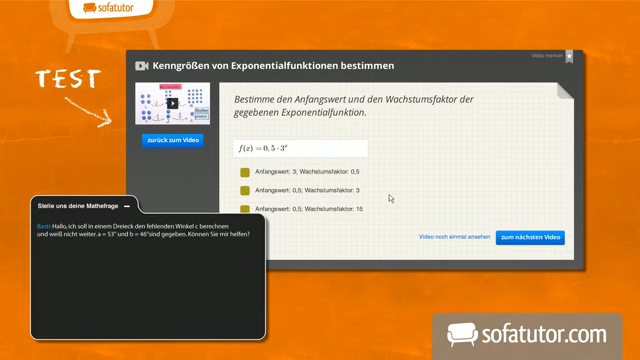 sofatutor
TEST
Video merken
Kenngrößen von Exponentialfunktionen bestimmen
Bestimme den Anfangswert und den Wachstumsfaktor der
gegebenen Exponentialfunktion.
zurück zum Video
f(x) = 0,5 · 3ˣ
Anfangswert: 3; Wachstumsfaktor: 0,5
Anfangswert: 0,5; Wachstumsfaktor: 3
Anfangswert: 0,5; Wachstumsfaktor: 15
Video noch einmal ansehen
zum nächsten Video
Stelle uns deine Mathefrage
Basti: Hallo, ich soll in einem Dreieck den fehlenden Winkel c berechnen
und weiß nicht weiter. a = 53° und b = 46° sind gegeben. Können Sie mir helfen?
sofatutor.com